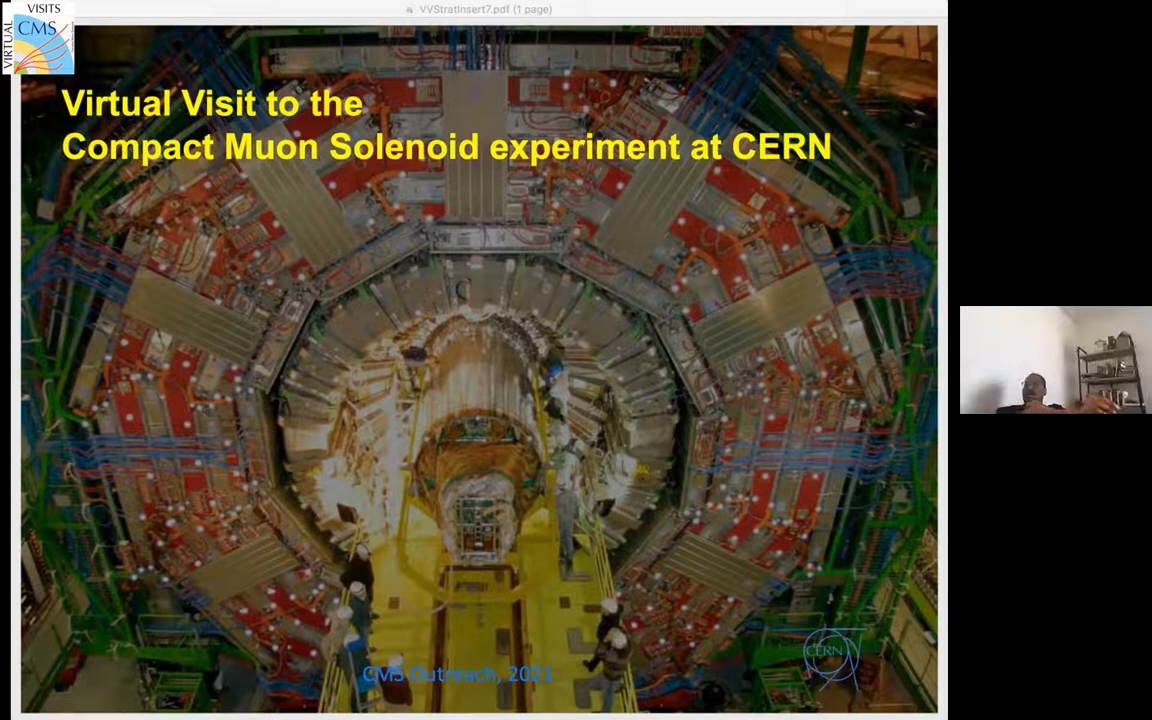 VISITS
VIRTUAL
CMS
VVStratInsert7.pdf (1 page)
Virtual Visit to the
Compact Muon Solenoid experiment at CERN
CMS Outreach, 2021
CERN